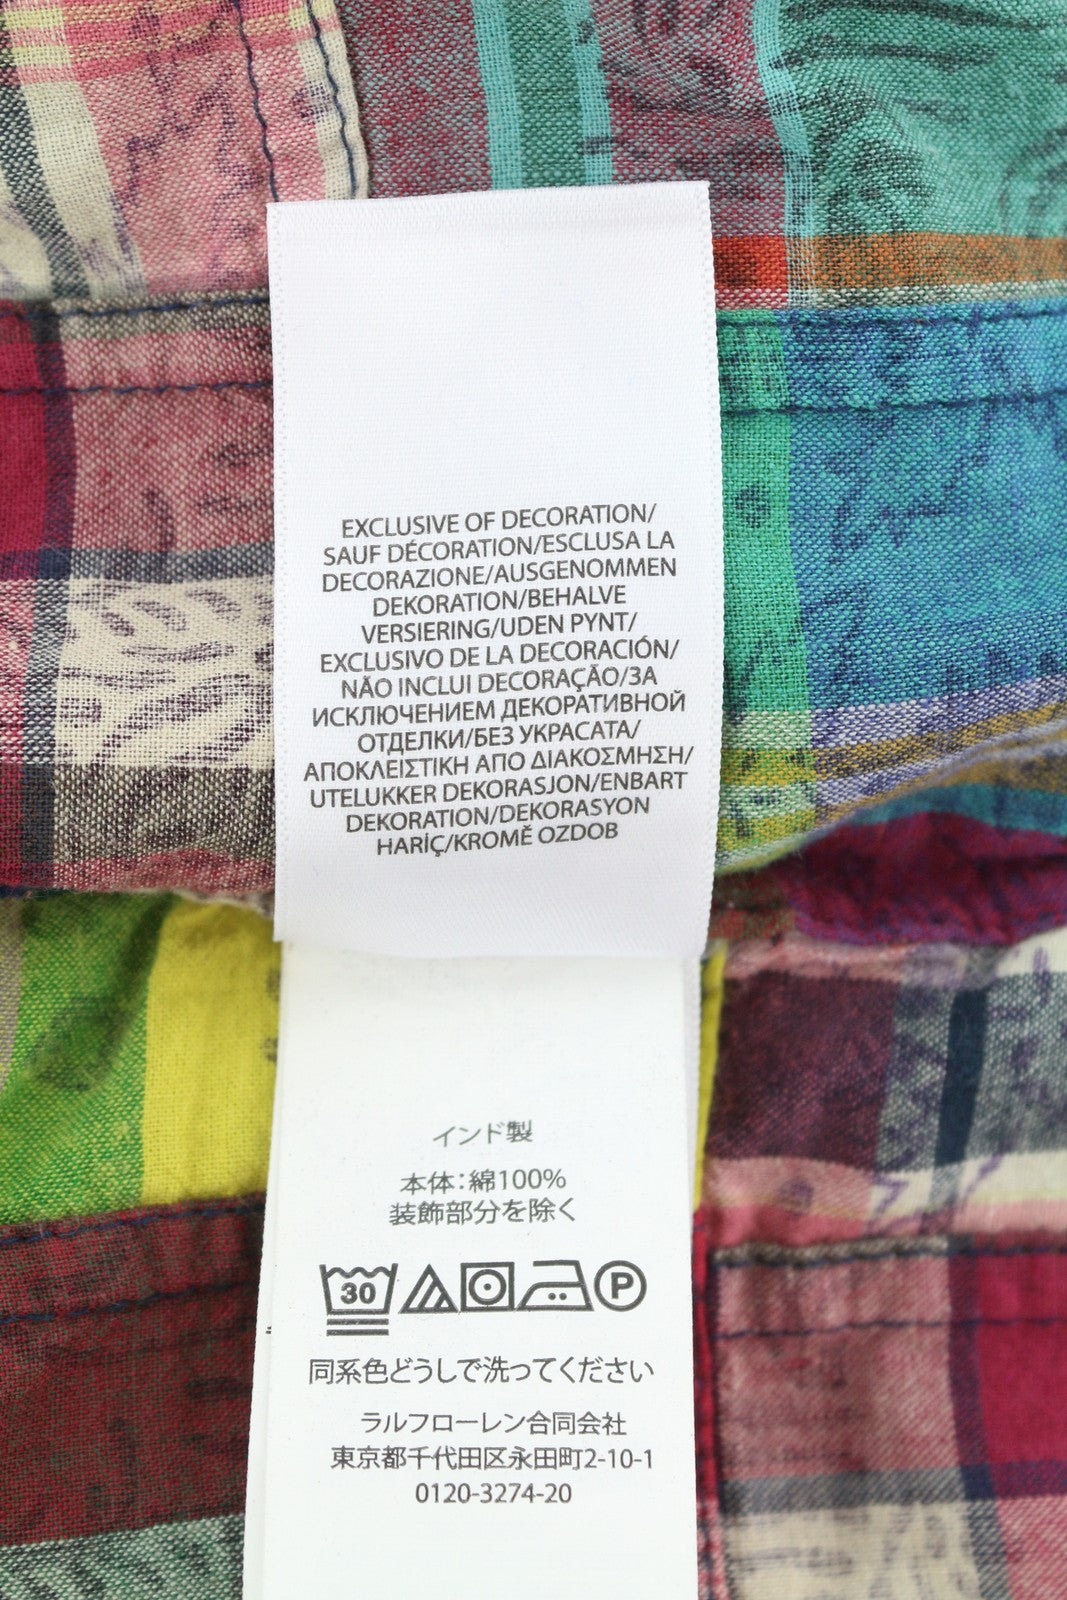 EXCLUSIVE OF DECORATION/
SAUF DÉCORATION/ESCLUSA LA
DECORAZIONE/AUSGENOMMEN
DEKORATION/BEHALVE
VERSIERING/UDEN PYNT/
EXCLUSIVO DE LA DECORACIÓN/
NÃO INCLUI DECORAÇÃO/ЗА
ИСКЛЮЧЕНИЕМ ДЕКОРАТИВНОЙ
ОТДЕЛКИ/БЕЗ УКРАСАТА/
ΑΠΟΚΛΕΙΣΤΙΚΗ ΑΠΟ ΔΙΑΚΟΣΜΗΣΗ/
UTELUKKER DEKORASJON/ENBART
DEKORATION/DEKORASYON
HARİÇ/KROMĚ OZDOB
インド製
本体:綿100%
装飾部分を除く
30 P
同系色どうしで洗ってください
ラルフローレン合同会社
東京都千代田区永田町2-10-1
0120-3274-20